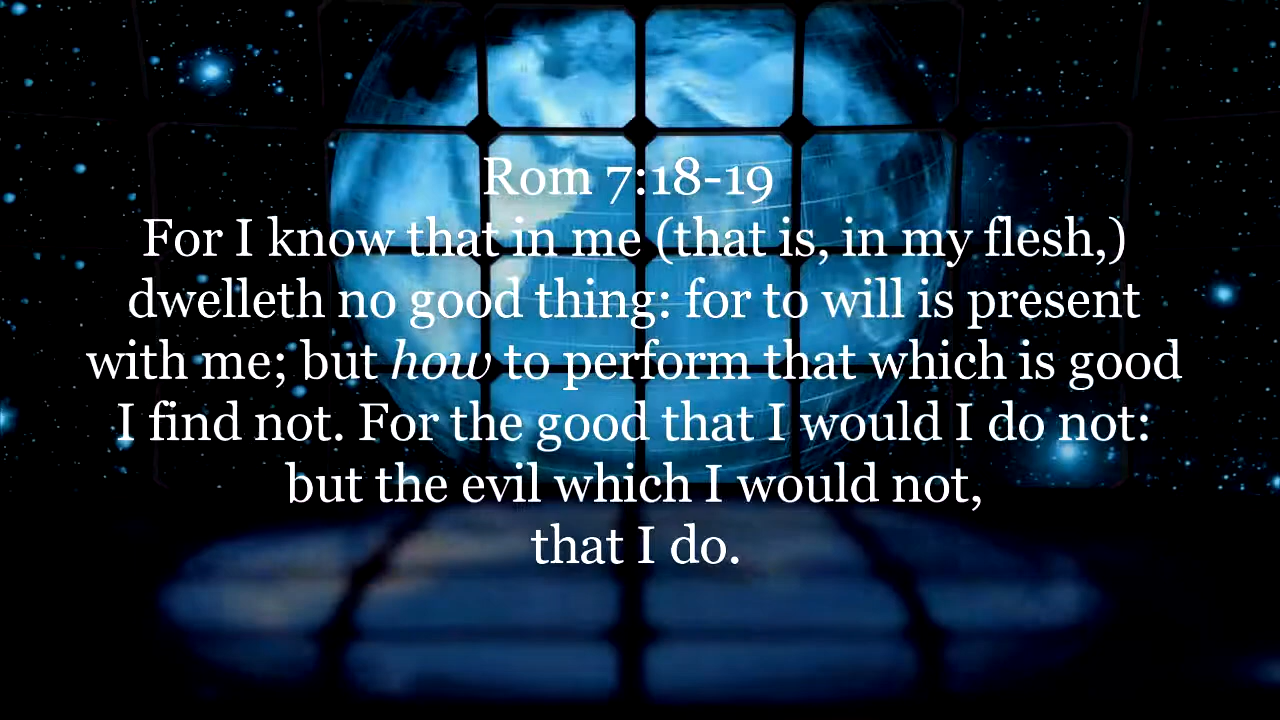 Rom 7:18-19
For I know that in me (that is, in my flesh,)
dwelleth no good thing: for to will is present
with me; but how to perform that which is good
I find not. For the good that I would I do not:
but the evil which I would not,
that I do.